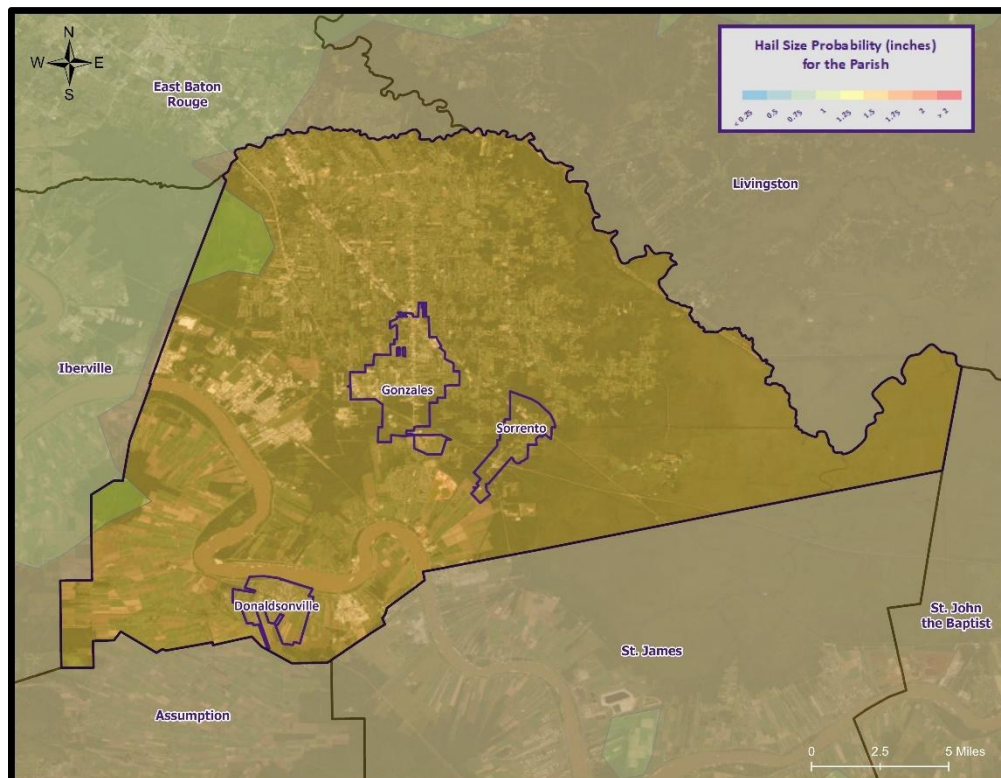 N
W E
S
Hail Size Probability (inches)
for the Parish
< 0.25 0.5 0.75 1 1.25 1.5 1.75 2 > 2
East Baton
Rouge
Livingston
Iberville
Gonzales
Sorrento
Donaldsonville
St. John
the Baptist
St. James
Assumption
0 2.5 5 Miles